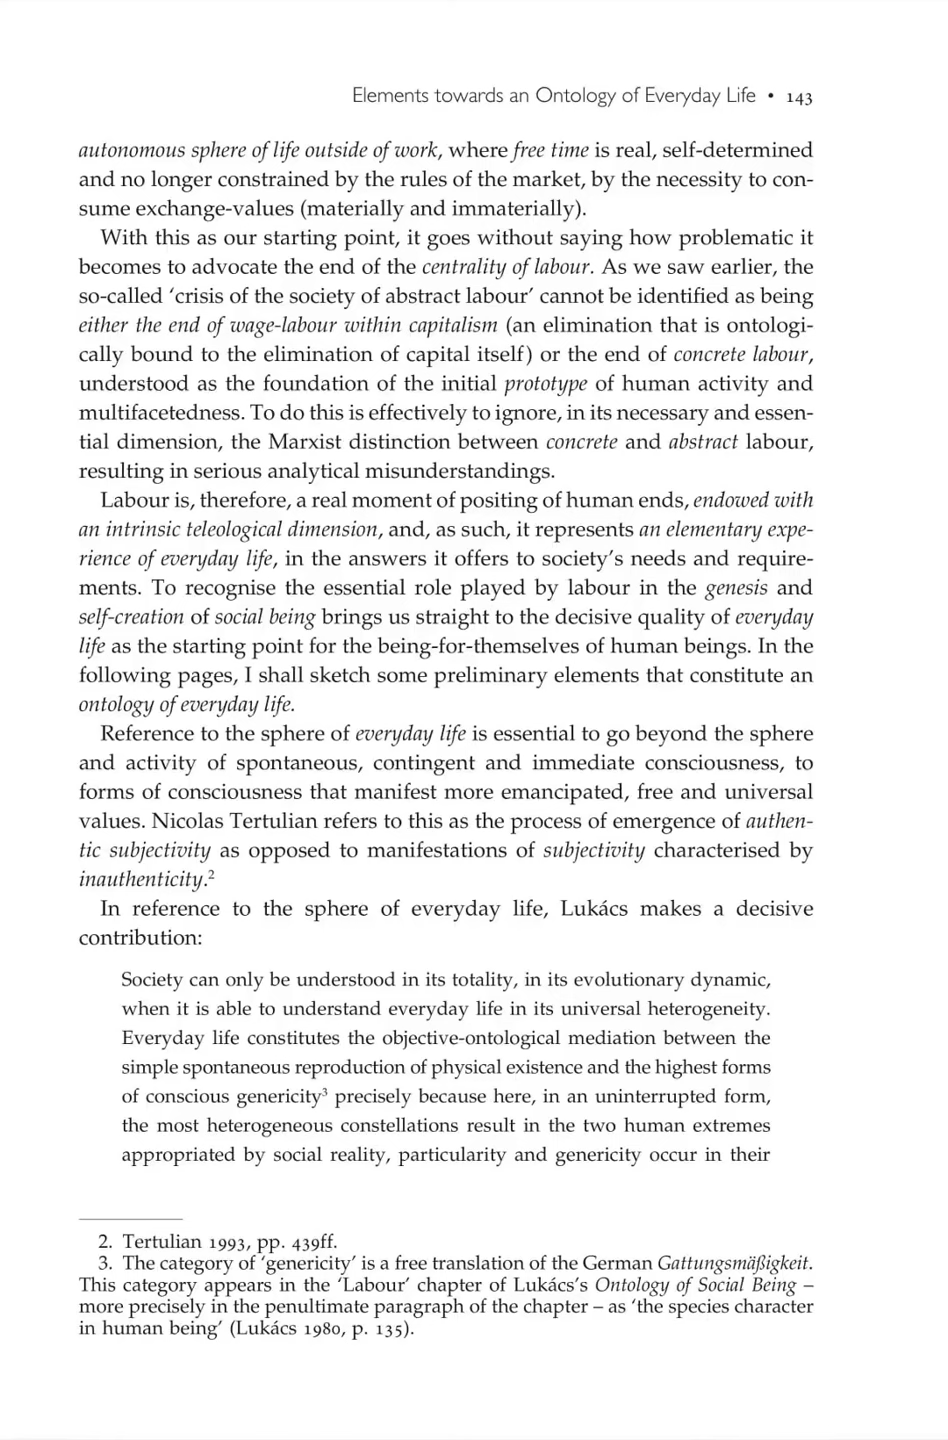 Elements towards an Ontology of Everyday Life • 143
autonomous sphere of life outside of work, where free time is real, self-determined
and no longer constrained by the rules of the market, by the necessity to con-
sume exchange-values (materially and immaterially).
With this as our starting point, it goes without saying how problematic it
becomes to advocate the end of the centrality of labour. As we saw earlier, the
so-called ‘crisis of the society of abstract labour’ cannot be identified as being
either the end of wage-labour within capitalism (an elimination that is ontologi-
cally bound to the elimination of capital itself) or the end of concrete labour,
understood as the foundation of the initial prototype of human activity and
multifacetedness. To do this is effectively to ignore, in its necessary and essen-
tial dimension, the Marxist distinction between concrete and abstract labour,
resulting in serious analytical misunderstandings.
Labour is, therefore, a real moment of positing of human ends, endowed with
an intrinsic teleological dimension, and, as such, it represents an elementary expe-
rience of everyday life, in the answers it offers to society’s needs and require-
ments. To recognise the essential role played by labour in the genesis and
self-creation of social being brings us straight to the decisive quality of everyday
life as the starting point for the being-for-themselves of human beings. In the
following pages, I shall sketch some preliminary elements that constitute an
ontology of everyday life.
Reference to the sphere of everyday life is essential to go beyond the sphere
and activity of spontaneous, contingent and immediate consciousness, to
forms of consciousness that manifest more emancipated, free and universal
values. Nicolas Tertulian refers to this as the process of emergence of authen-
tic subjectivity as opposed to manifestations of subjectivity characterised by
inauthenticity.²
In reference to the sphere of everyday life, Lukács makes a decisive
contribution:
Society can only be understood in its totality, in its evolutionary dynamic,
when it is able to understand everyday life in its universal heterogeneity.
Everyday life constitutes the objective-ontological mediation between the
simple spontaneous reproduction of physical existence and the highest forms
of conscious genericity³ precisely because here, in an uninterrupted form,
the most heterogeneous constellations result in the two human extremes
appropriated by social reality, particularity and genericity occur in their
2. Tertulian 1993, pp. 439ff.
3. The category of ‘genericity’ is a free translation of the German Gattungsmäßigkeit.
This category appears in the ‘Labour’ chapter of Lukács’s Ontology of Social Being –
more precisely in the penultimate paragraph of the chapter – as ‘the species character
in human being’ (Lukács 1980, p. 135).